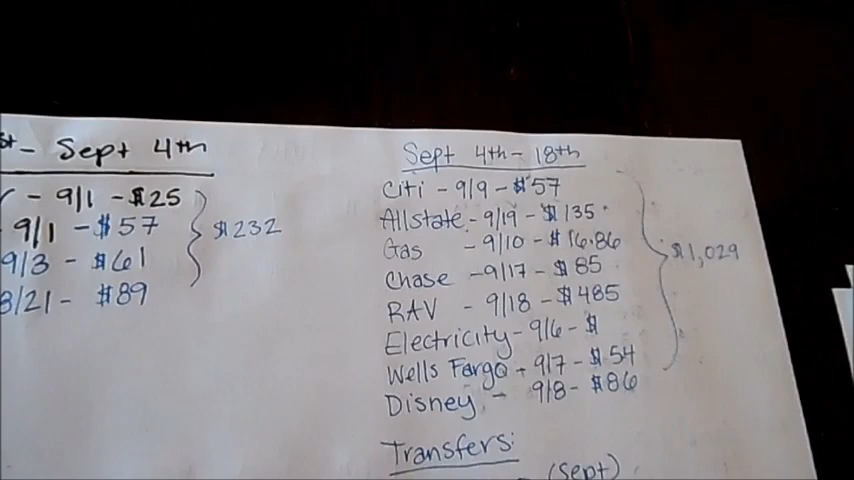 st - Sept 4th
- 9/1 - $25
9/1 - $57
9/3 - $61
8/21 - $89
$232
Sept 4th - 18th
Citi - 9/9 - $57
Allstate - 9/19 - $135
Gas - 9/10 - $16.86
Chase - 9/17 - $85
RAV - 9/18 - $485
Electricity - 9/6 - $
Wells Fargo - 9/7 - $154
Disney - 9/8 - $86
$1,029
Transfers:
(Sept)